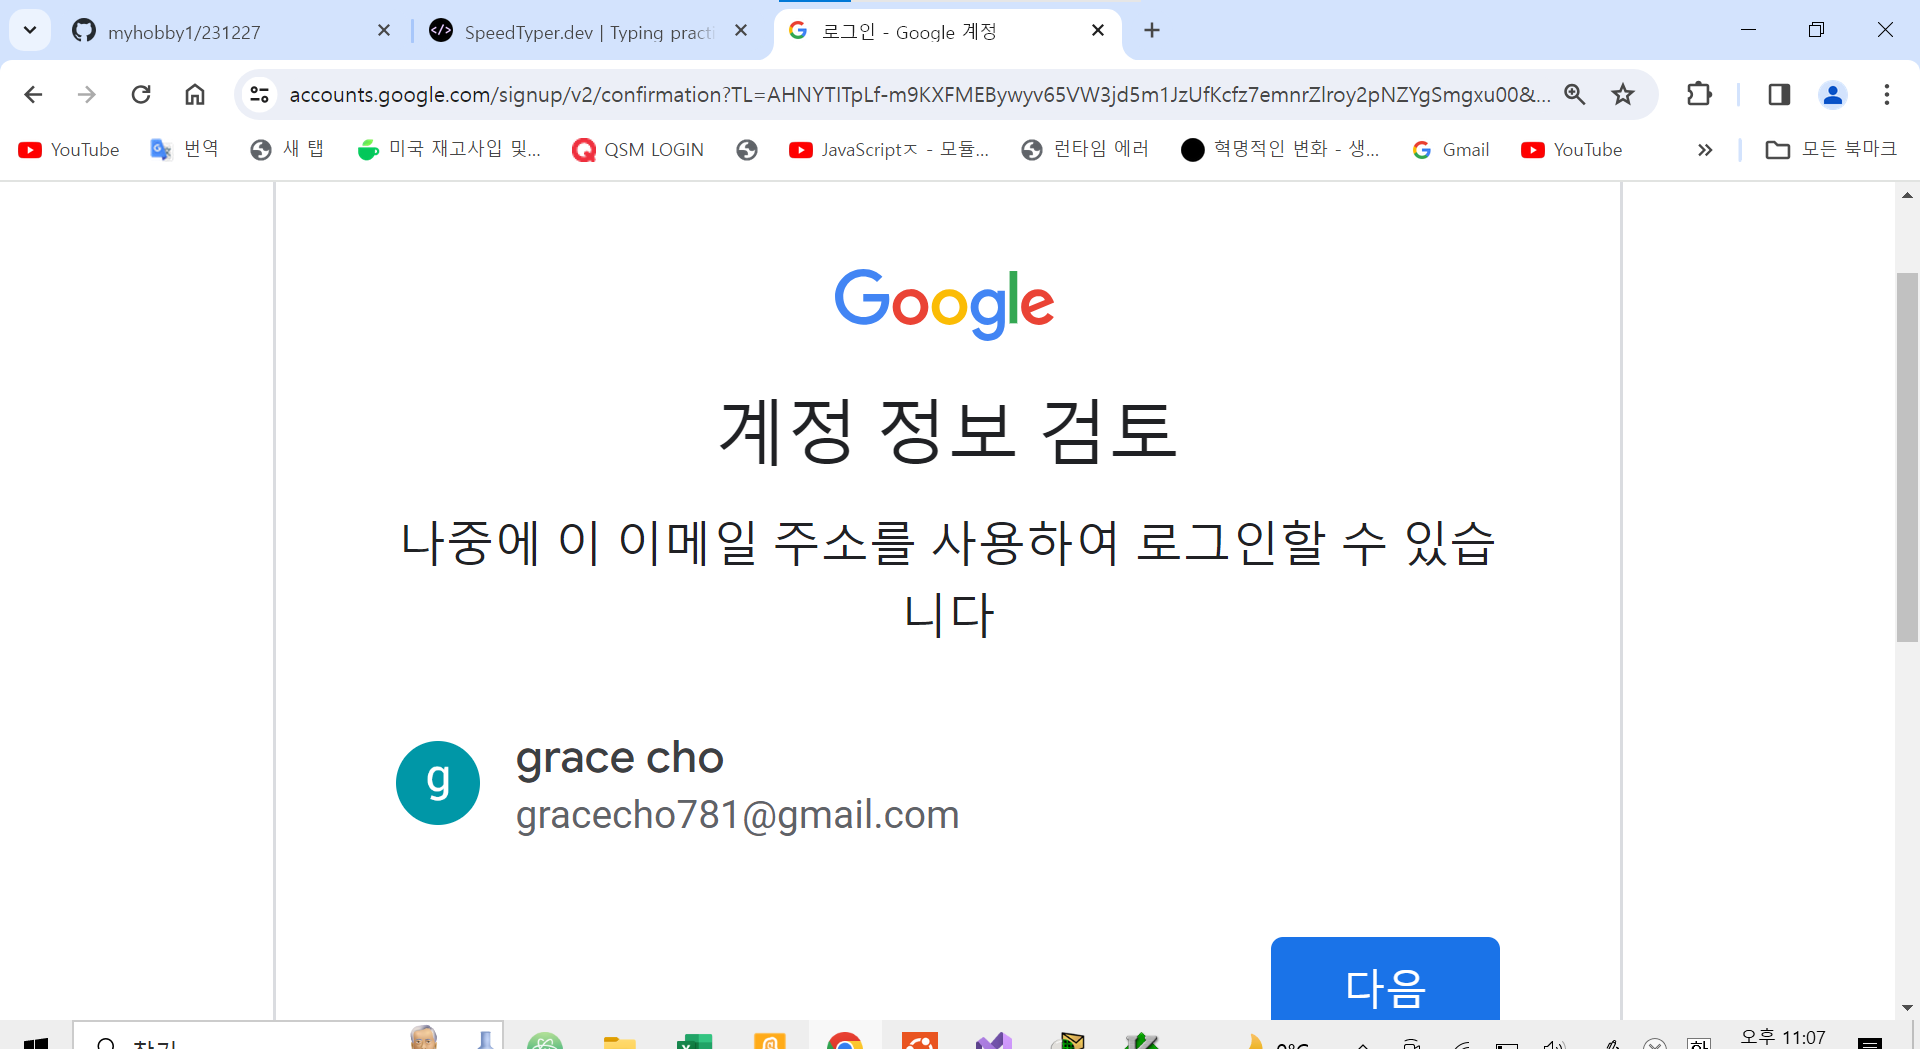 myhobby1/231227
SpeedTyper.dev | Typing practi
로그인 - Google 계정
accounts.google.com/signup/v2/confirmation?TL=AHNYTITpLf-m9KXFMEBywyv65VW3jd5m1JzUfKcfz7emnrZlroy2pNZYgSmgxu00&...
YouTube
번역
새 탭
미국 재고사입 및...
QSM LOGIN
JavaScriptㅈ - 모듈...
런타임 에러
혁명적인 변화 - 생...
Gmail
YouTube
모든 북마크
Google
계정 정보 검토
나중에 이 이메일 주소를 사용하여 로그인할 수 있습
니다
g
grace cho
gracecho781@gmail.com
다음
오후 11:07